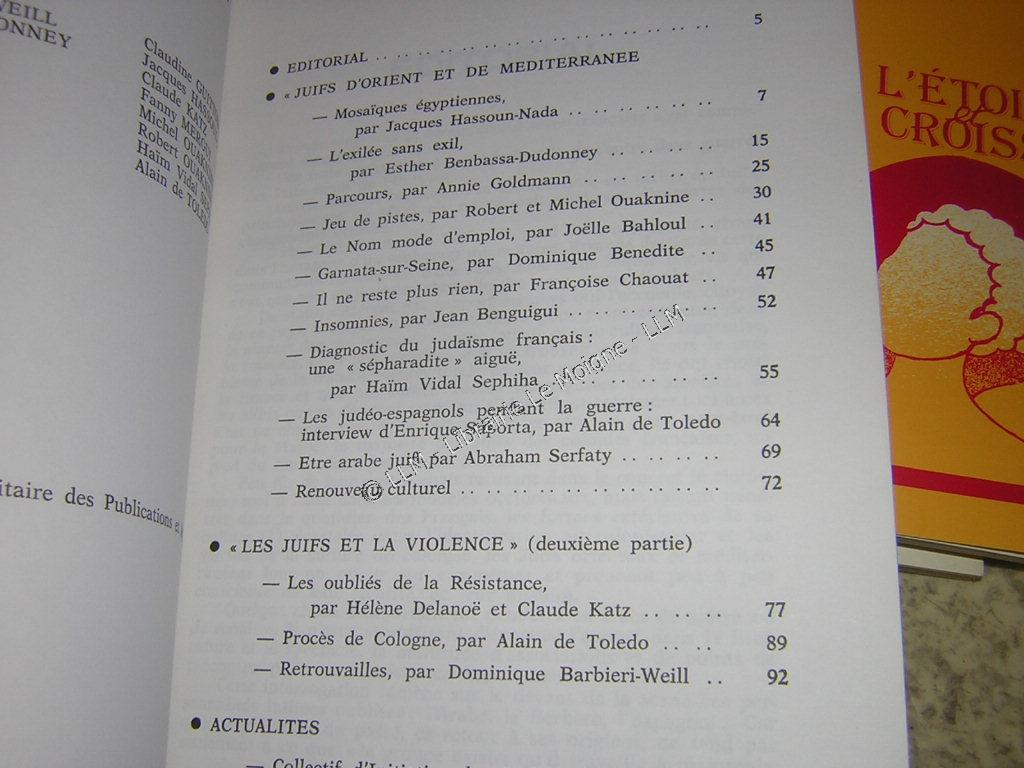 EILL
ONNEY
Claudine
Jacques
Claude KATZ
Fanny
Michel OUAKNINE
Robert OUAKNINE
Haïm Vidal
Alain de TOLE
itaire des Publications et
● EDITORIAL .. .. .. .. .. .. .. .. .. .. .. .. .. .. 5
● « JUIFS D'ORIENT ET DE MEDITERRANEE
— Mosaïques égyptiennes,
par Jacques Hassoun-Nada .. .. .. .. .. .. .. 7
— L'exilée sans exil,
par Esther Benbassa-Dudonney .. .. .. .. .. 15
— Parcours, par Annie Goldmann .. .. .. .. .. .. 25
— Jeu de pistes, par Robert et Michel Ouaknine .. 30
— Le Nom mode d'emploi, par Joëlle Bahloul .. 41
— Garnata-sur-Seine, par Dominique Benedite .. 45
— Il ne reste plus rien, par Françoise Chaouat .. 47
— Insomnies, par Jean Benguigui .. .. .. .. .. .. .. 52
— Diagnostic du judaïsme français :
une « sépharadite » aiguë,
par Haïm Vidal Sephiha .. .. .. .. .. .. .. 55
— Les judéo-espagnols pendant la guerre :
interview d'Enrique Saporta, par Alain de Toledo 64
— Etre arabe juif, par Abraham Serfaty .. .. .. .. 69
— Renouveau culturel .. .. .. .. .. .. .. .. .. .. .. 72
● « LES JUIFS ET LA VIOLENCE » (deuxième partie)
— Les oubliés de la Résistance,
par Hélène Delanoë et Claude Katz .. .. .. .. 77
— Procès de Cologne, par Alain de Toledo .. .. 89
— Retrouvailles, par Dominique Barbieri-Weill .. 92
● ACTUALITES
— Collectif
L'ÉTOI
&
CROISS
© LLM - Librairie Le Moigne - LLM